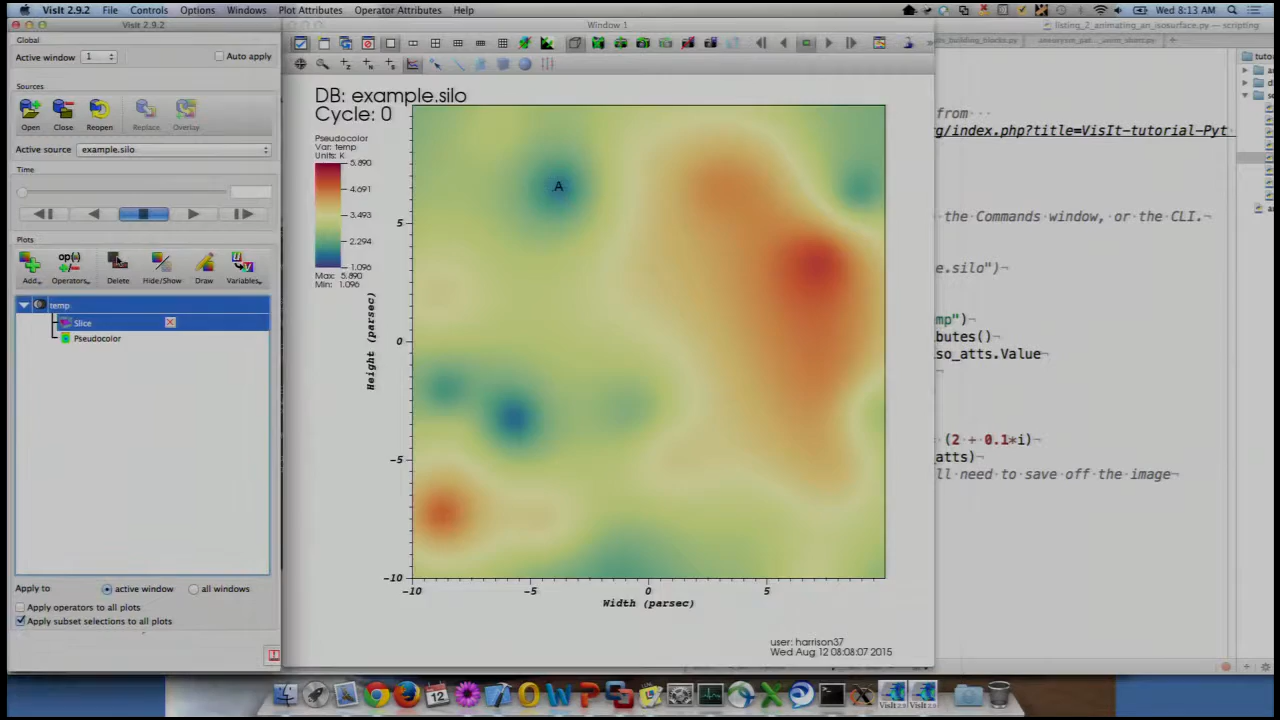 VisIt 2.9.2 File Controls Options Windows Plot Attributes Operator Attributes Help
Wed 8:13 AM
VisIt 2.9.2
Window 1
listing_2_animating_an_isosurface.py — scripting
Global
Active window 1
Auto apply
Sources
Open Close Reopen Replace Overlay
Active source example.silo
Time
Plots
Add Operators Delete Hide/Show Draw Variables
temp
Slice
Pseudocolor
Apply to active window all windows
Apply operators to all plots
Apply subset selections to all plots
DB: example.silo
Cycle: 0
Pseudocolor
Var: temp
Units: K
5.890
4.691
3.493
2.294
1.096
Max: 5.890
Min: 1.096
A
Height (parsec)
5
0
-5
-10
-10 -5 0 5
Width (parsec)
user: harrison37
Wed Aug 12 08:08:07 2015
from ···
g/index.php?title=VisIt-tutorial-Pyt
the·Commands·window,·or·the·CLI.
e.silo")
mp")
ibutes()
so_atts.Value
(2 + 0.1*i)
atts)
ll·need·to·save·off·the·image
12